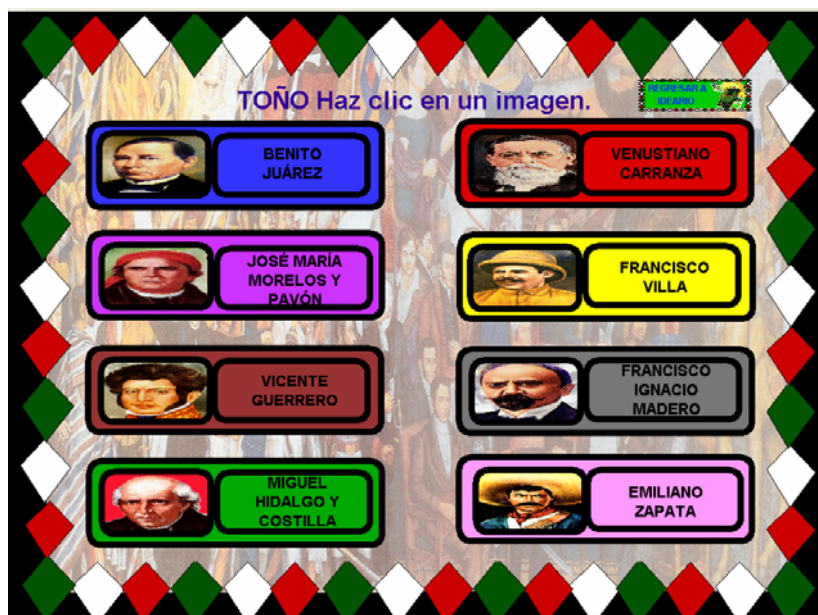 TOÑO Haz clic en un imagen.
REGRESAR A
IDEARIO
BENITO
JUÁREZ
VENUSTIANO
CARRANZA
JOSÉ MARÍA
MORELOS Y
PAVÓN
FRANCISCO
VILLA
VICENTE
GUERRERO
FRANCISCO
IGNACIO
MADERO
MIGUEL
HIDALGO Y
COSTILLA
EMILIANO
ZAPATA